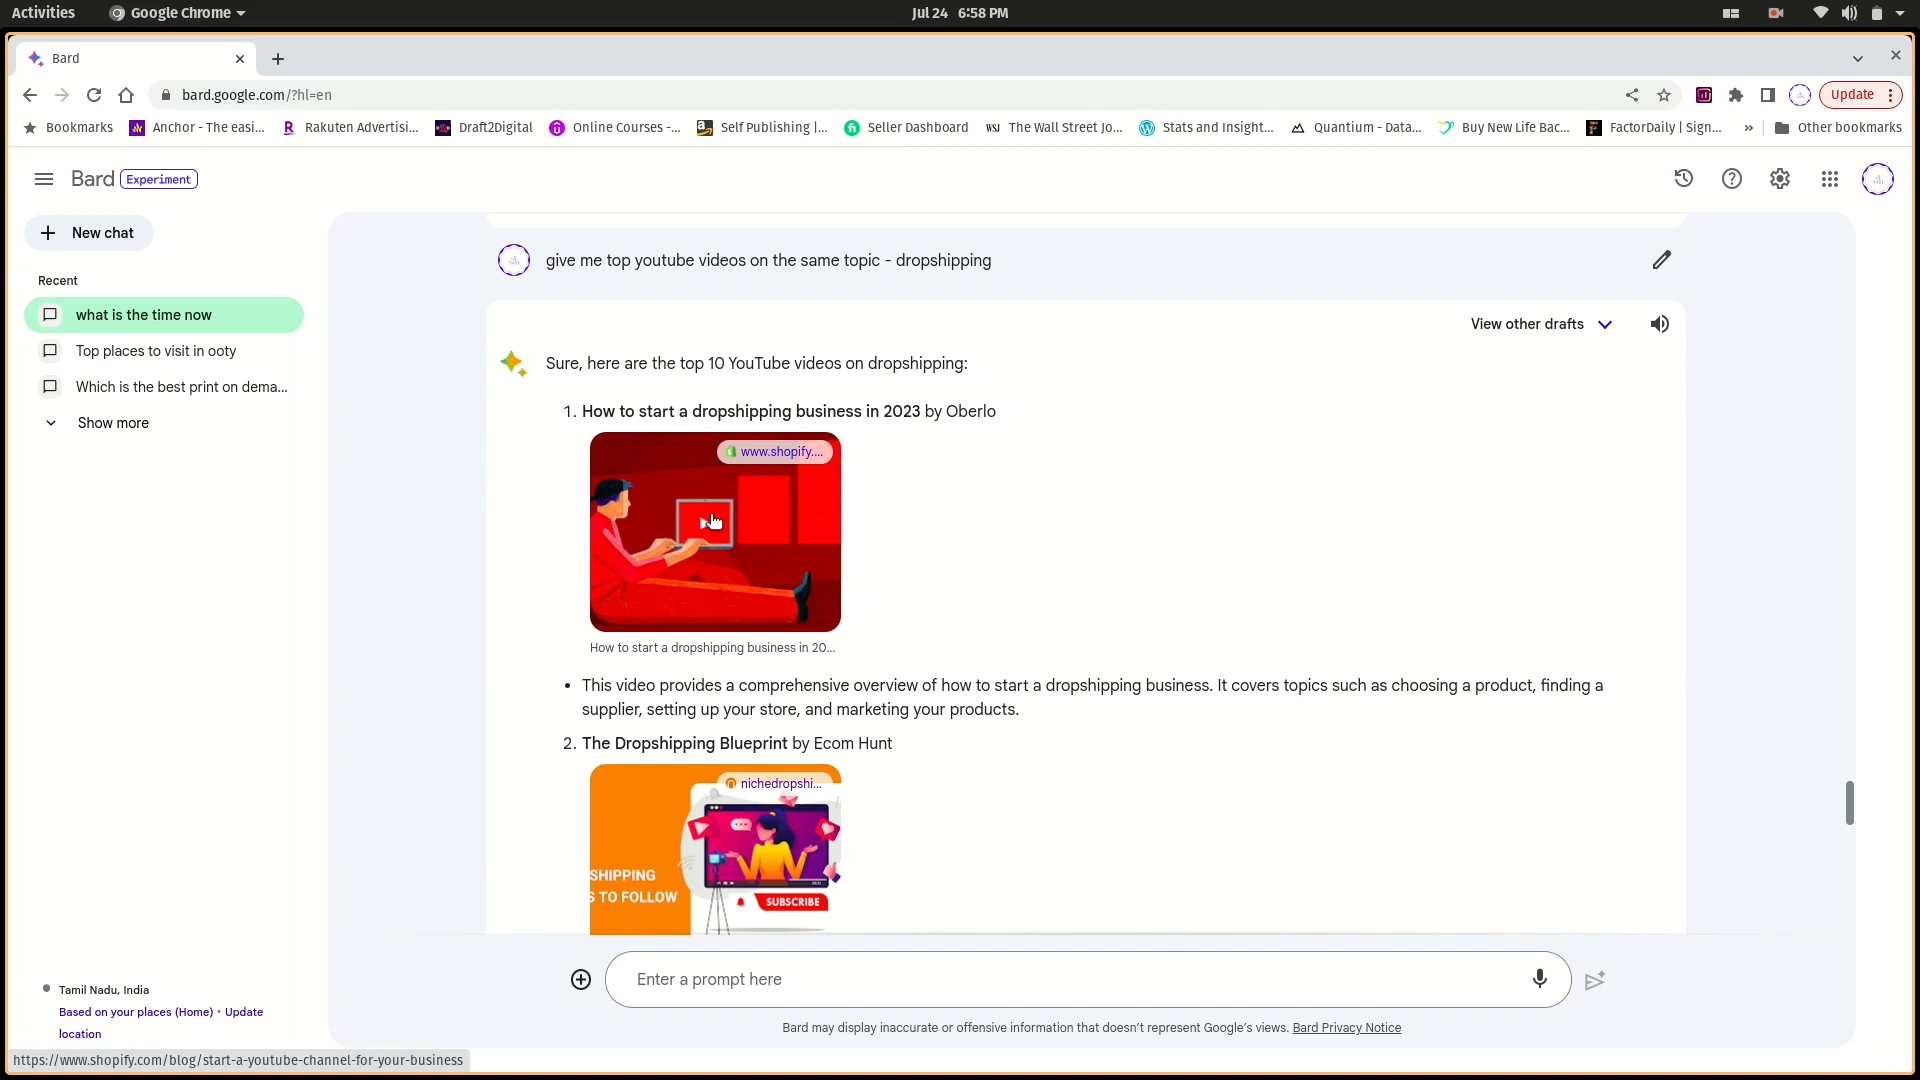 Activities
Google Chrome
Jul 24 6:58 PM
Bard
bard.google.com/?hl=en
Update
Bookmarks
Anchor - The easi...
Rakuten Advertisi...
Draft2Digital
Online Courses -...
Self Publishing |...
Seller Dashboard
WSJ
The Wall Street Jo...
Stats and Insight...
Quantium - Data...
Buy New Life Bac...
FactorDaily | Sign...
»
Other bookmarks
Bard Experiment
New chat
Recent
what is the time now
Top places to visit in ooty
Which is the best print on dema...
Show more
give me top youtube videos on the same topic - dropshipping
View other drafts
Sure, here are the top 10 YouTube videos on dropshipping:
1. How to start a dropshipping business in 2023 by Oberlo
www.shopify....
How to start a dropshipping business in 20...
• This video provides a comprehensive overview of how to start a dropshipping business. It covers topics such as choosing a product, finding a
supplier, setting up your store, and marketing your products.
2. The Dropshipping Blueprint by Ecom Hunt
nichedropshi...
SHIPPING
S TO FOLLOW
SUBSCRIBE
Enter a prompt here
Bard may display inaccurate or offensive information that doesn't represent Google's views. Bard Privacy Notice
Tamil Nadu, India
Based on your places (Home) • Update
location
https://www.shopify.com/blog/start-a-youtube-channel-for-your-business